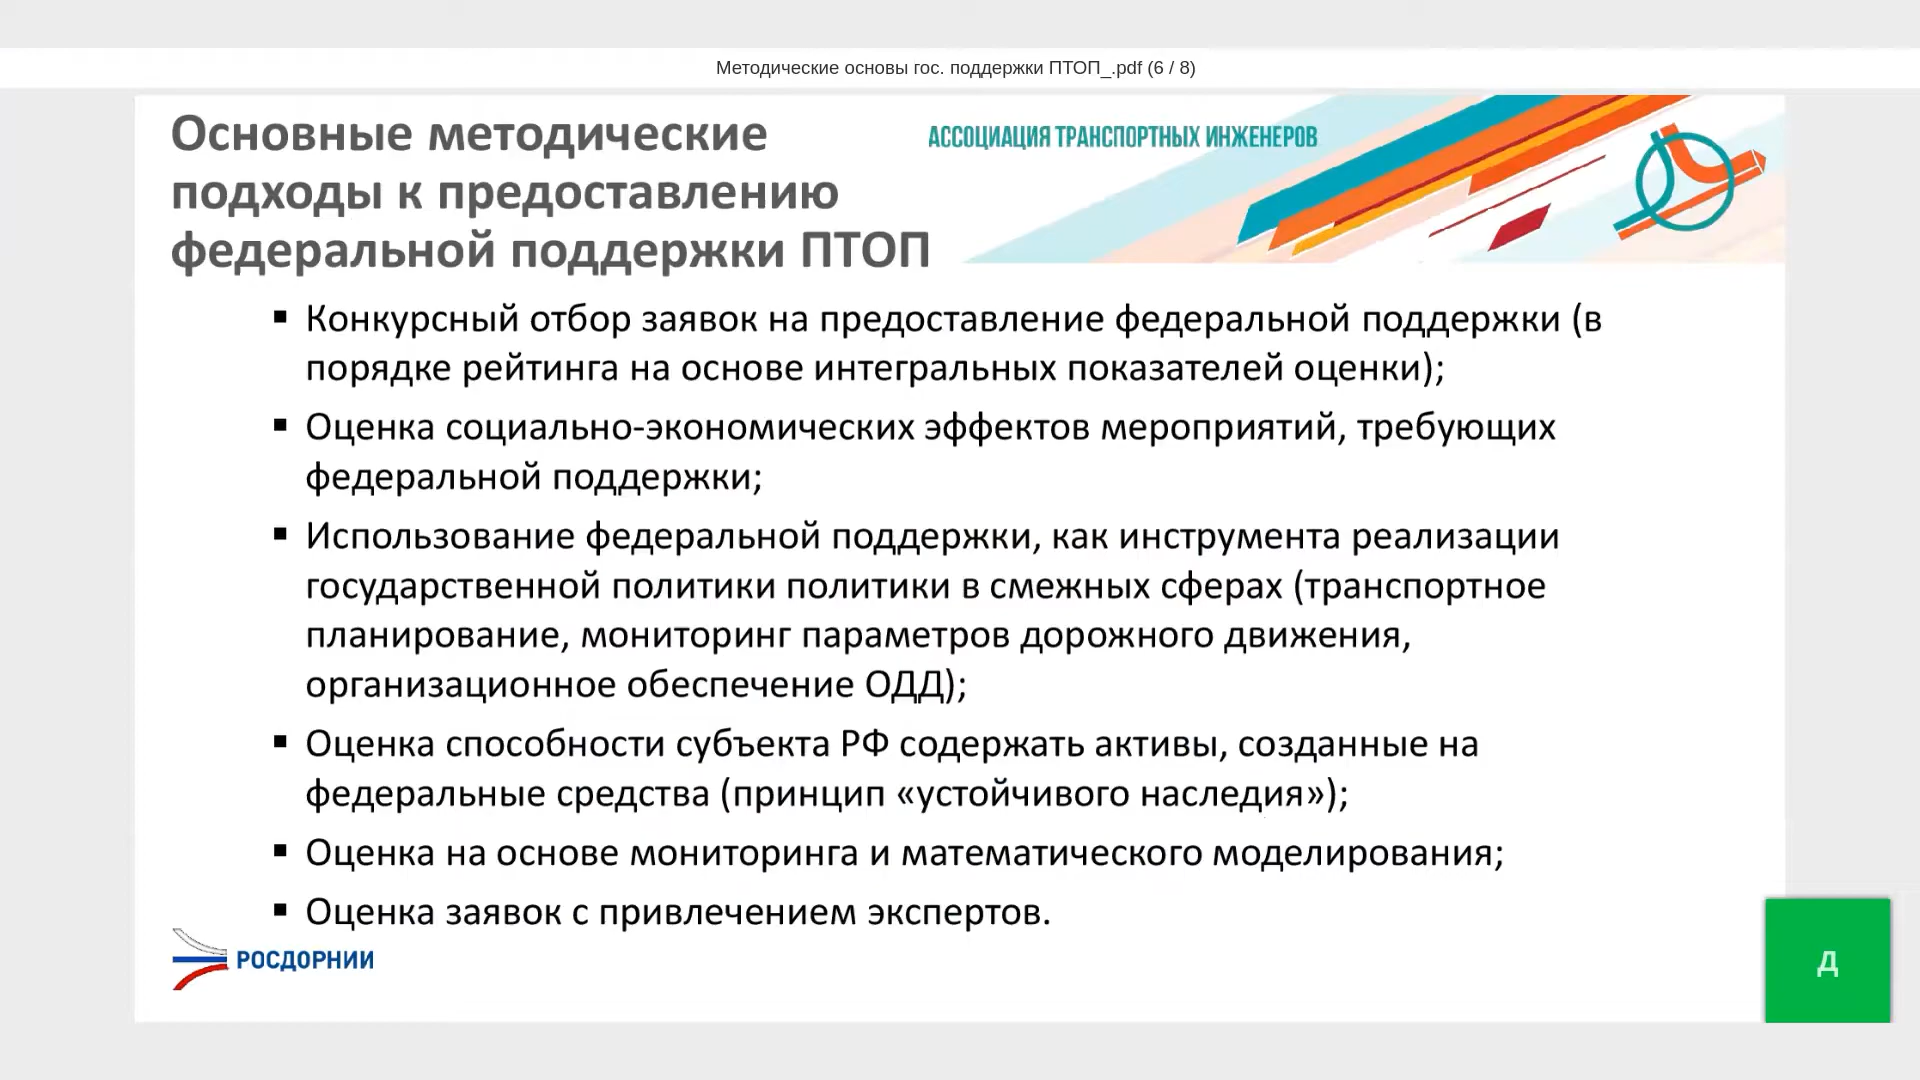 Методические основы гос. поддержки ПТОП_.pdf (6 / 8)
Основные методические
подходы к предоставлению
федеральной поддержки ПТОП
АССОЦИАЦИЯ ТРАНСПОРТНЫХ ИНЖЕНЕРОВ
▪ Конкурсный отбор заявок на предоставление федеральной поддержки (в
порядке рейтинга на основе интегральных показателей оценки);
▪ Оценка социально-экономических эффектов мероприятий, требующих
федеральной поддержки;
▪ Использование федеральной поддержки, как инструмента реализации
государственной политики политики в смежных сферах (транспортное
планирование, мониторинг параметров дорожного движения,
организационное обеспечение ОДД);
▪ Оценка способности субъекта РФ содержать активы, созданные на
федеральные средства (принцип «устойчивого наследия»);
▪ Оценка на основе мониторинга и математического моделирования;
▪ Оценка заявок с привлечением экспертов.
РОСДОРНИИ
Д